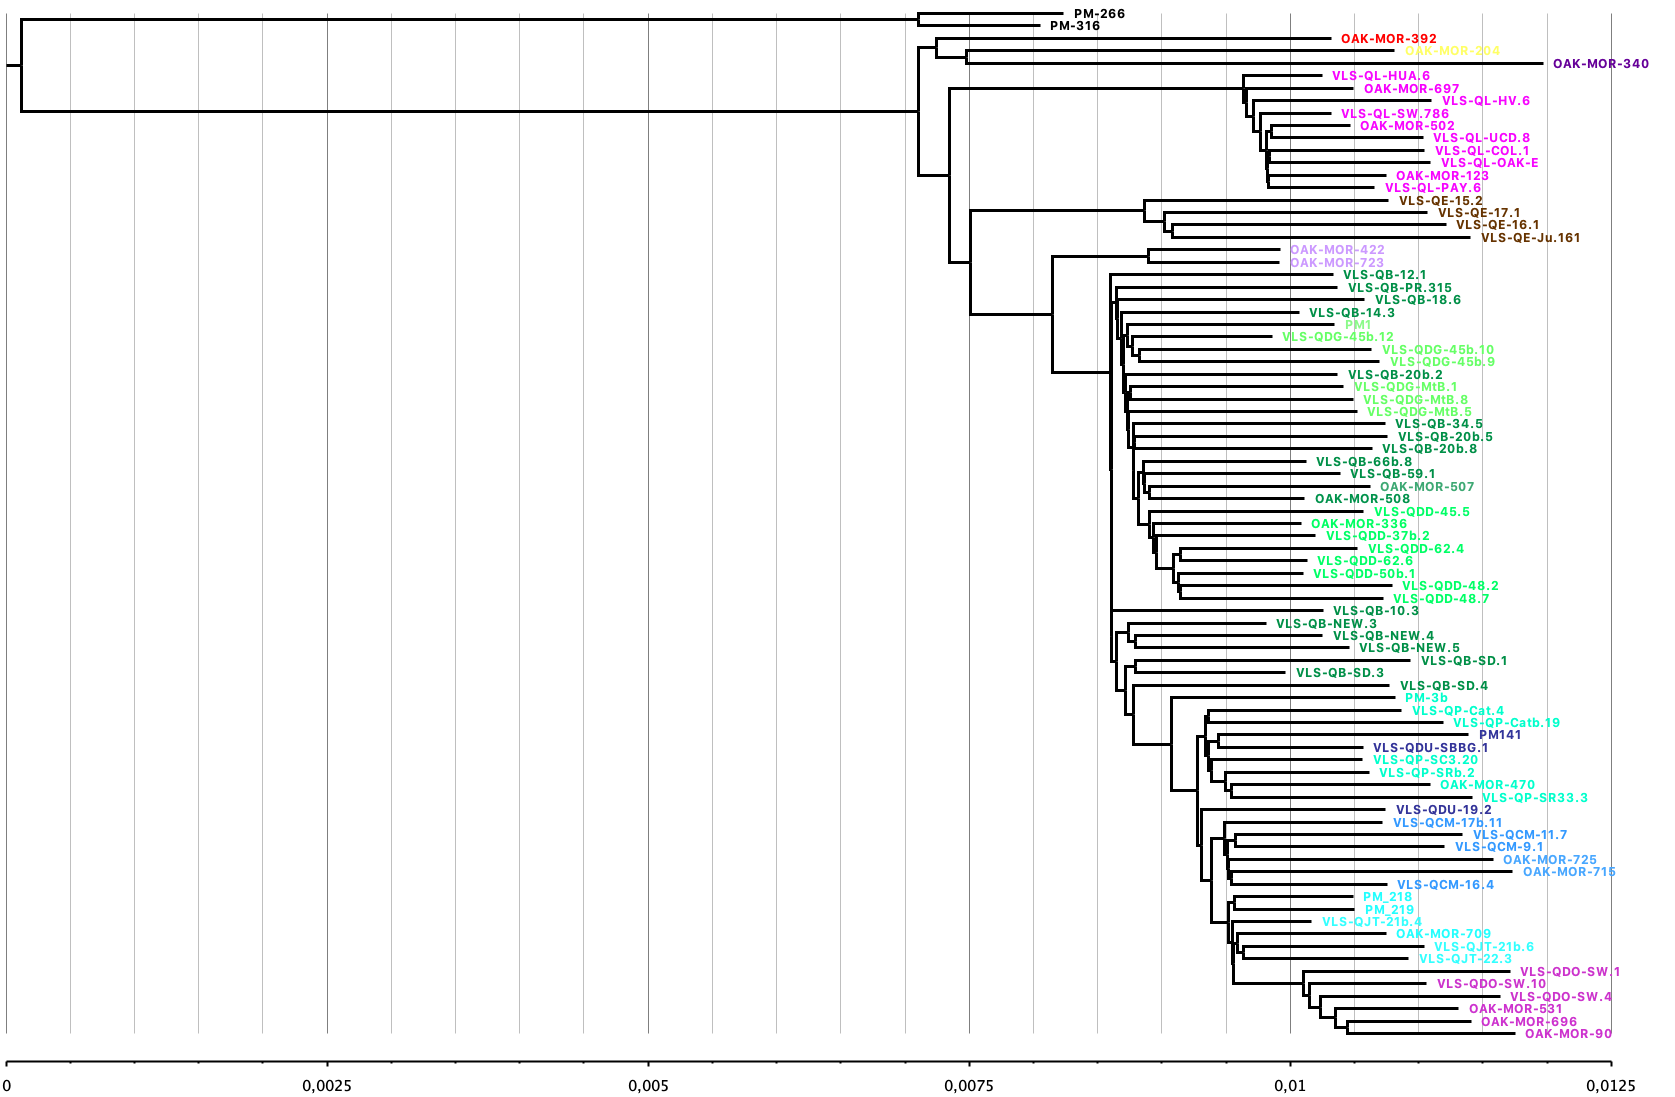 PM-266
PM-316
OAK-MOR-392
OAK-MOR-204
OAK-MOR-340
VLS-QL-HUA.6
OAK-MOR-697
VLS-QL-HV.6
VLS-QL-SW.786
OAK-MOR-502
VLS-QL-UCD.8
VLS-QL-COL.1
VLS-QL-OAK-E
OAK-MOR-123
VLS-QL-PAY.6
VLS-QE-15.2
VLS-QE-17.1
VLS-QE-16.1
VLS-QE-Ju.161
OAK-MOR-422
OAK-MOR-723
VLS-QB-12.1
VLS-QB-PR.315
VLS-QB-18.6
VLS-QB-14.3
PM1
VLS-QDG-45b.12
VLS-QDG-45b.10
VLS-QDG-45b.9
VLS-QB-20b.2
VLS-QDG-MtB.1
VLS-QDG-MtB.8
VLS-QDG-MtB.5
VLS-QB-34.5
VLS-QB-20b.5
VLS-QB-20b.8
VLS-QB-66b.8
VLS-QB-59.1
OAK-MOR-507
OAK-MOR-508
VLS-QDD-45.5
OAK-MOR-336
VLS-QDD-37b.2
VLS-QDD-62.4
VLS-QDD-62.6
VLS-QDD-50b.1
VLS-QDD-48.2
VLS-QDD-48.7
VLS-QB-10.3
VLS-QB-NEW.3
VLS-QB-NEW.4
VLS-QB-NEW.5
VLS-QB-SD.1
VLS-QB-SD.3
VLS-QB-SD.4
PM-3b
VLS-QP-Cat.4
VLS-QP-Catb.19
PM141
VLS-QDU-SBBG.1
VLS-QP-SC3.20
VLS-QP-SRb.2
OAK-MOR-470
VLS-QP-SR33.3
VLS-QDU-19.2
VLS-QCM-17b.11
VLS-QCM-11.7
VLS-QCM-9.1
OAK-MOR-725
OAK-MOR-715
VLS-QCM-16.4
PM_218
PM_219
VLS-QJT-21b.4
OAK-MOR-709
VLS-QJT-21b.6
VLS-QJT-22.3
VLS-QDO-SW.1
VLS-QDO-SW.10
VLS-QDO-SW.4
OAK-MOR-531
OAK-MOR-696
OAK-MOR-90
0 0,0025 0,005 0,0075 0,01 0,0125